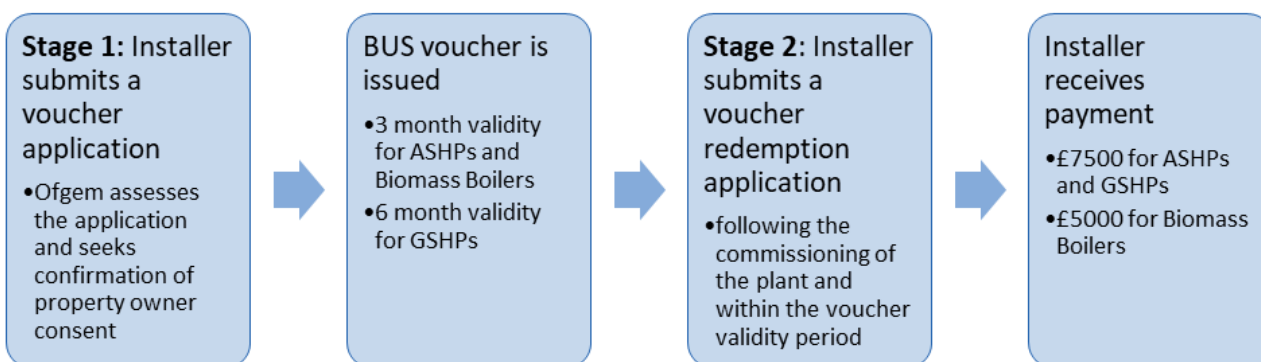 Stage 1: Installer
submits a
voucher
application
•Ofgem assesses
the application
and seeks
confirmation of
property owner
consent
BUS voucher is
issued
•3 month validity
for ASHPs and
Biomass Boilers
•6 month validity
for GSHPs
Stage 2: Installer
submits a
voucher
redemption
application
•following the
commissioning of
the plant and
within the voucher
validity period
Installer
receives
payment
•£7500 for ASHPs
and GSHPs
•£5000 for Biomass
Boilers